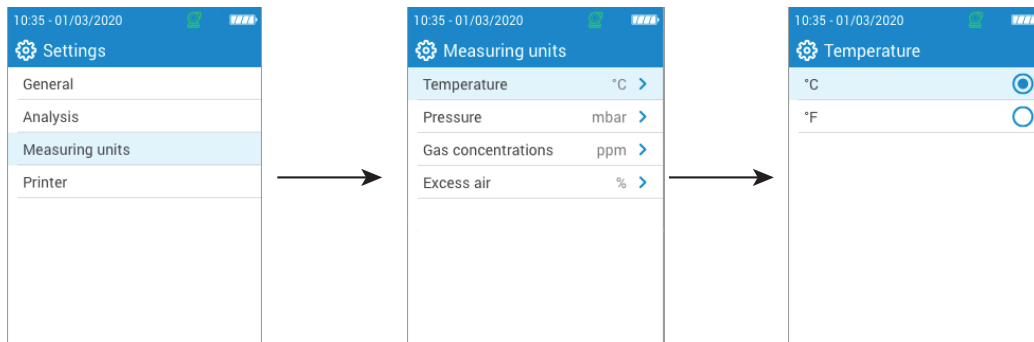 10:35 - 01/03/2020
Settings
General
Analysis
Measuring units
Printer
10:35 - 01/03/2020
Measuring units
Temperature °C
Pressure mbar
Gas concentrations ppm
Excess air %
10:35 - 01/03/2020
Temperature
°C
°F